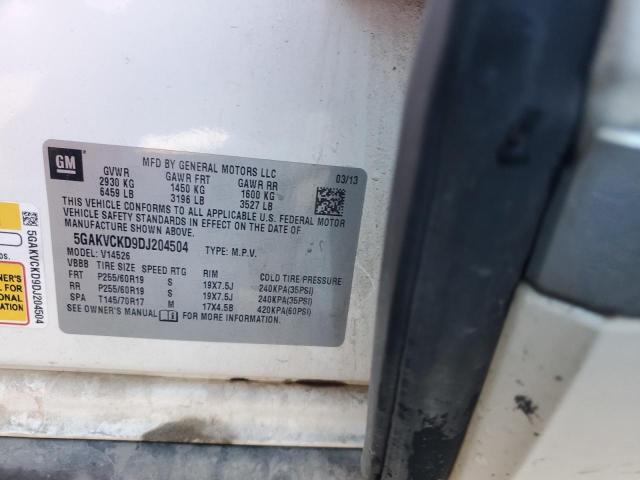 GM
MFD BY GENERAL MOTORS LLC
03/13
GVWR GAWR FRT GAWR RR
2930 KG 1450 KG 1600 KG
6459 LB 3196 LB 3527 LB
THIS VEHICLE CONFORMS TO ALL APPLICABLE U.S. FEDERAL MOTOR
VEHICLE SAFETY STANDARDS IN EFFECT ON THE DATE OF
MANUFACTURE SHOWN ABOVE.
5GAKVCKD9DJ204504 TYPE: M.P.V.
MODEL: V14526
VBBB TIRE SIZE SPEED RTG RIM COLD TIRE/PRESSURE
FRT P255/60R19 S 19X7.5J 240KPA(35PSI)
RR P255/60R19 S 19X7.5J 240KPA(35PSI)
SPA T145/70R17 M 17X4.5B 420KPA(60PSI)
SEE OWNER'S MANUAL FOR MORE INFORMATION.
5GAKVCKD9DJ204504
OWNER'S
L FOR
IONAL
ATION